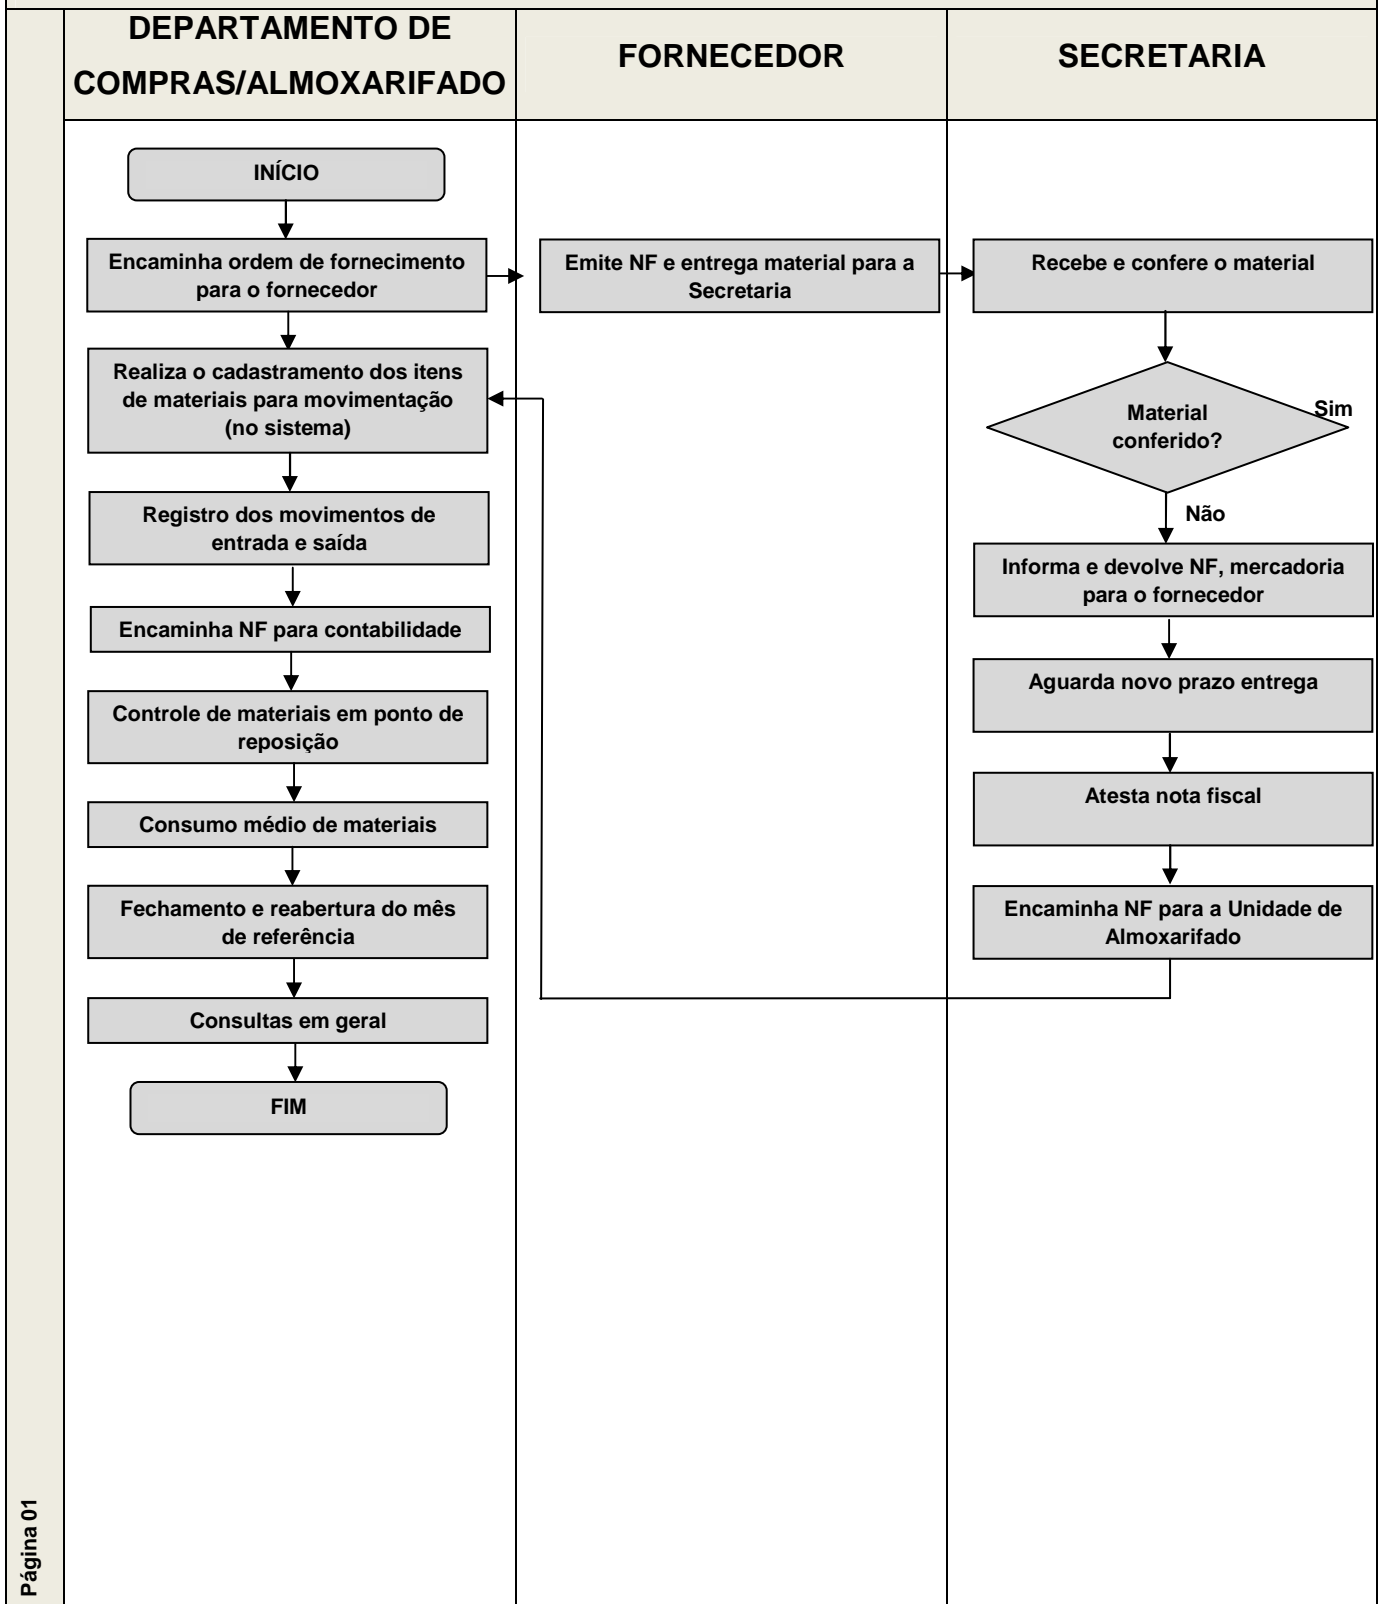 DEPARTAMENTO DE
COMPRAS/ALMOXARIFADO
FORNECEDOR
SECRETARIA
INÍCIO
Encaminha ordem de fornecimento
para o fornecedor
Emite NF e entrega material para a
Secretaria
Recebe e confere o material
Realiza o cadastramento dos itens
de materiais para movimentação
(no sistema)
Material
conferido?
Sim
Não
Registro dos movimentos de
entrada e saída
Informa e devolve NF, mercadoria
para o fornecedor
Encaminha NF para contabilidade
Aguarda novo prazo entrega
Controle de materiais em ponto de
reposição
Atesta nota fiscal
Consumo médio de materiais
Fechamento e reabertura do mês
de referência
Encaminha NF para a Unidade de
Almoxarifado
Consultas em geral
FIM
Página 01